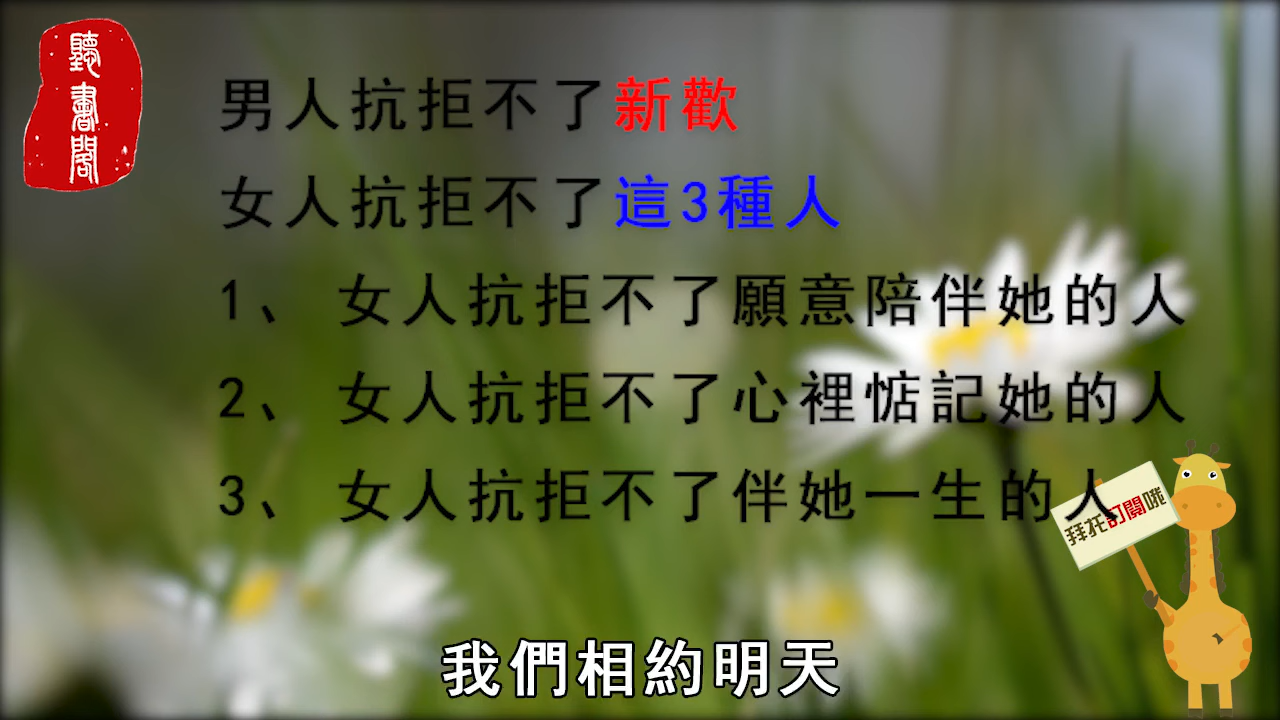 聽書閣
男人抗拒不了新歡
女人抗拒不了這3種人
1、 女人抗拒不了願意陪伴她的人
2、 女人抗拒不了心裡惦記她的人
3、 女人抗拒不了伴她一生的人
拜托訂閱哦
我們相約明天